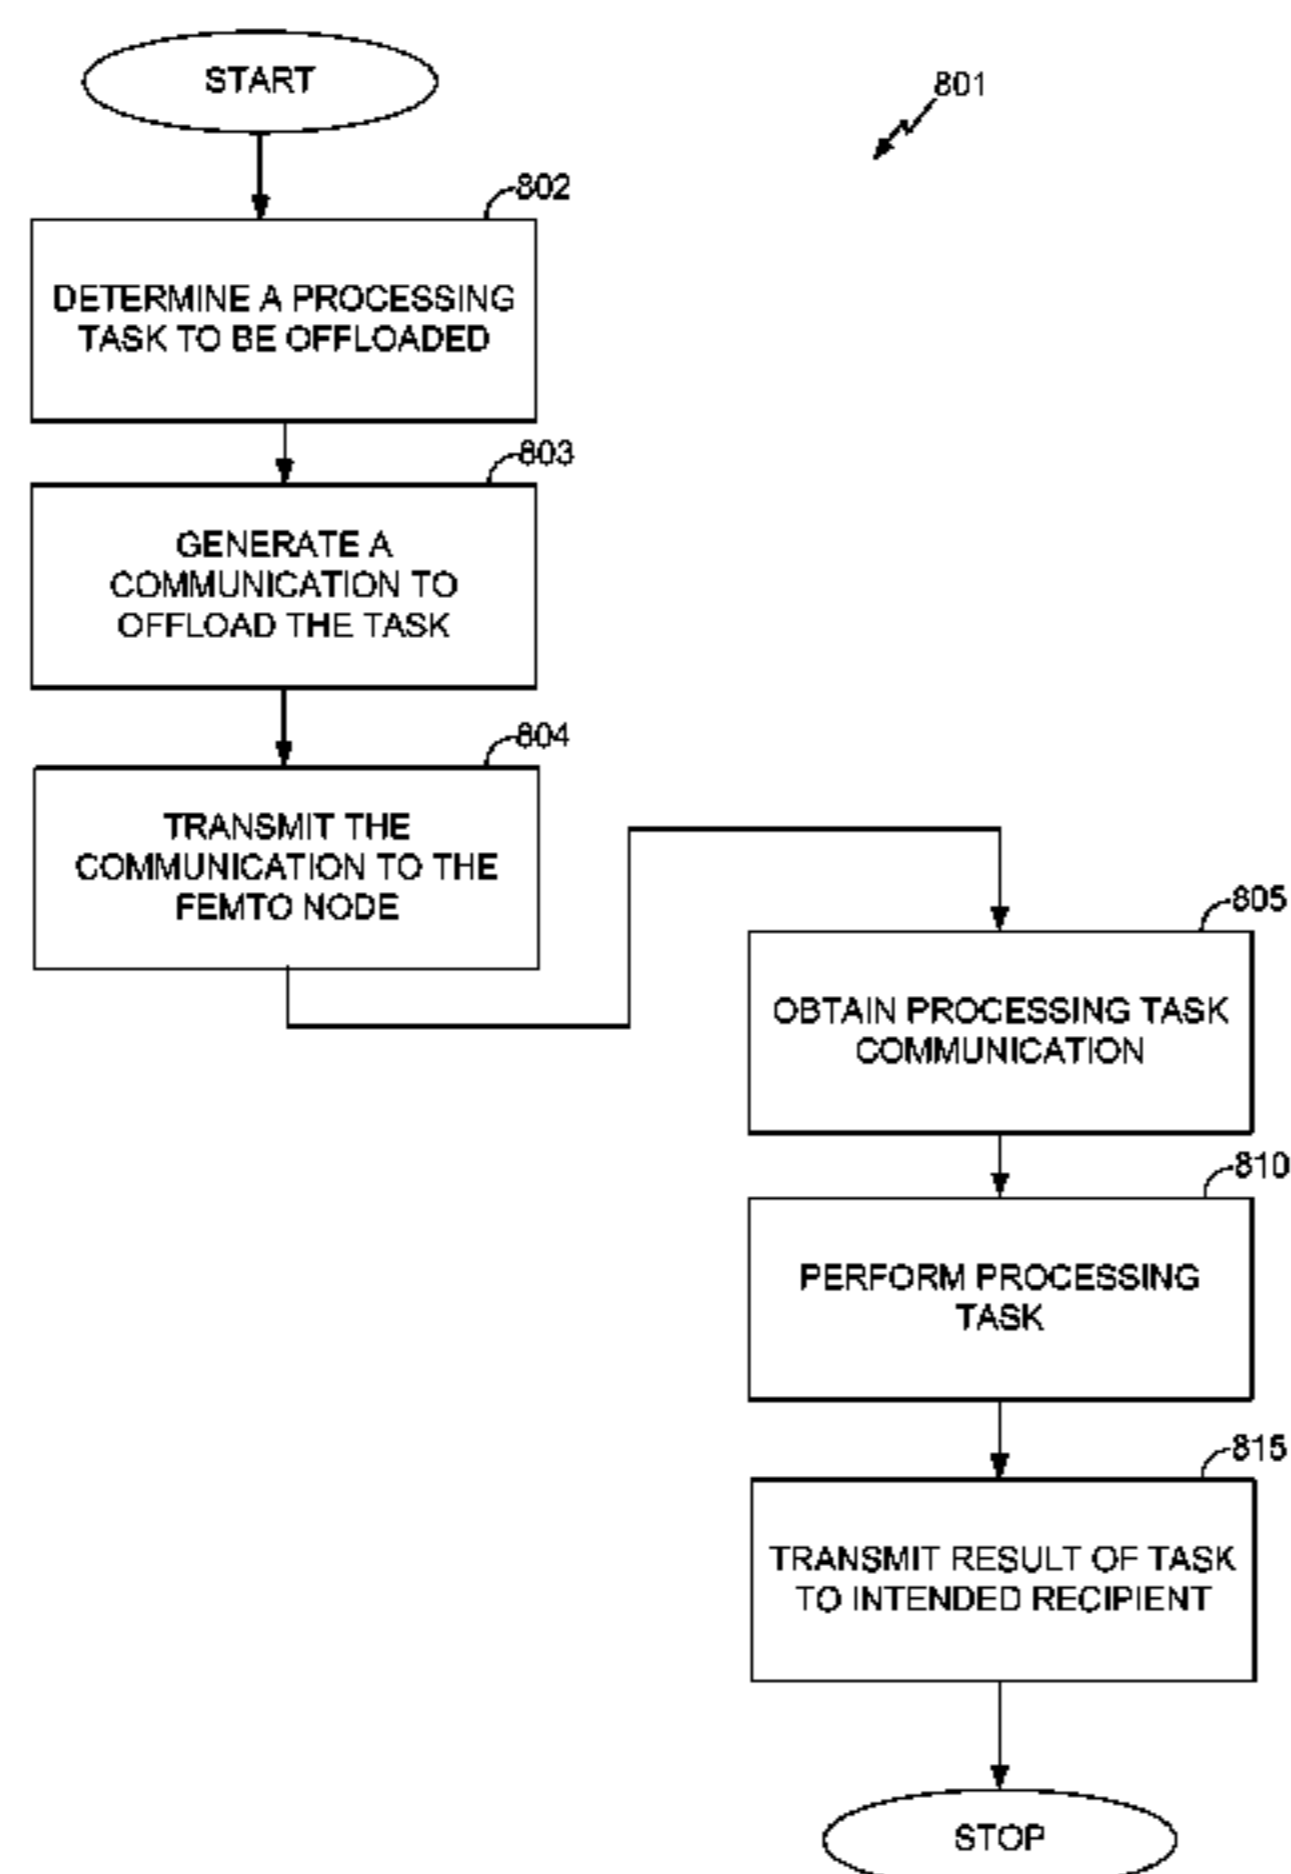 START
801
802
DETERMINE A PROCESSING
TASK TO BE OFFLOADED
803
GENERATE A
COMMUNICATION TO
OFFLOAD THE TASK
804
TRANSMIT THE
COMMUNICATION TO THE
FEMTO NODE
805
OBTAIN PROCESSING TASK
COMMUNICATION
810
PERFORM PROCESSING
TASK
815
TRANSMIT RESULT OF TASK
TO INTENDED RECIPIENT
STOP